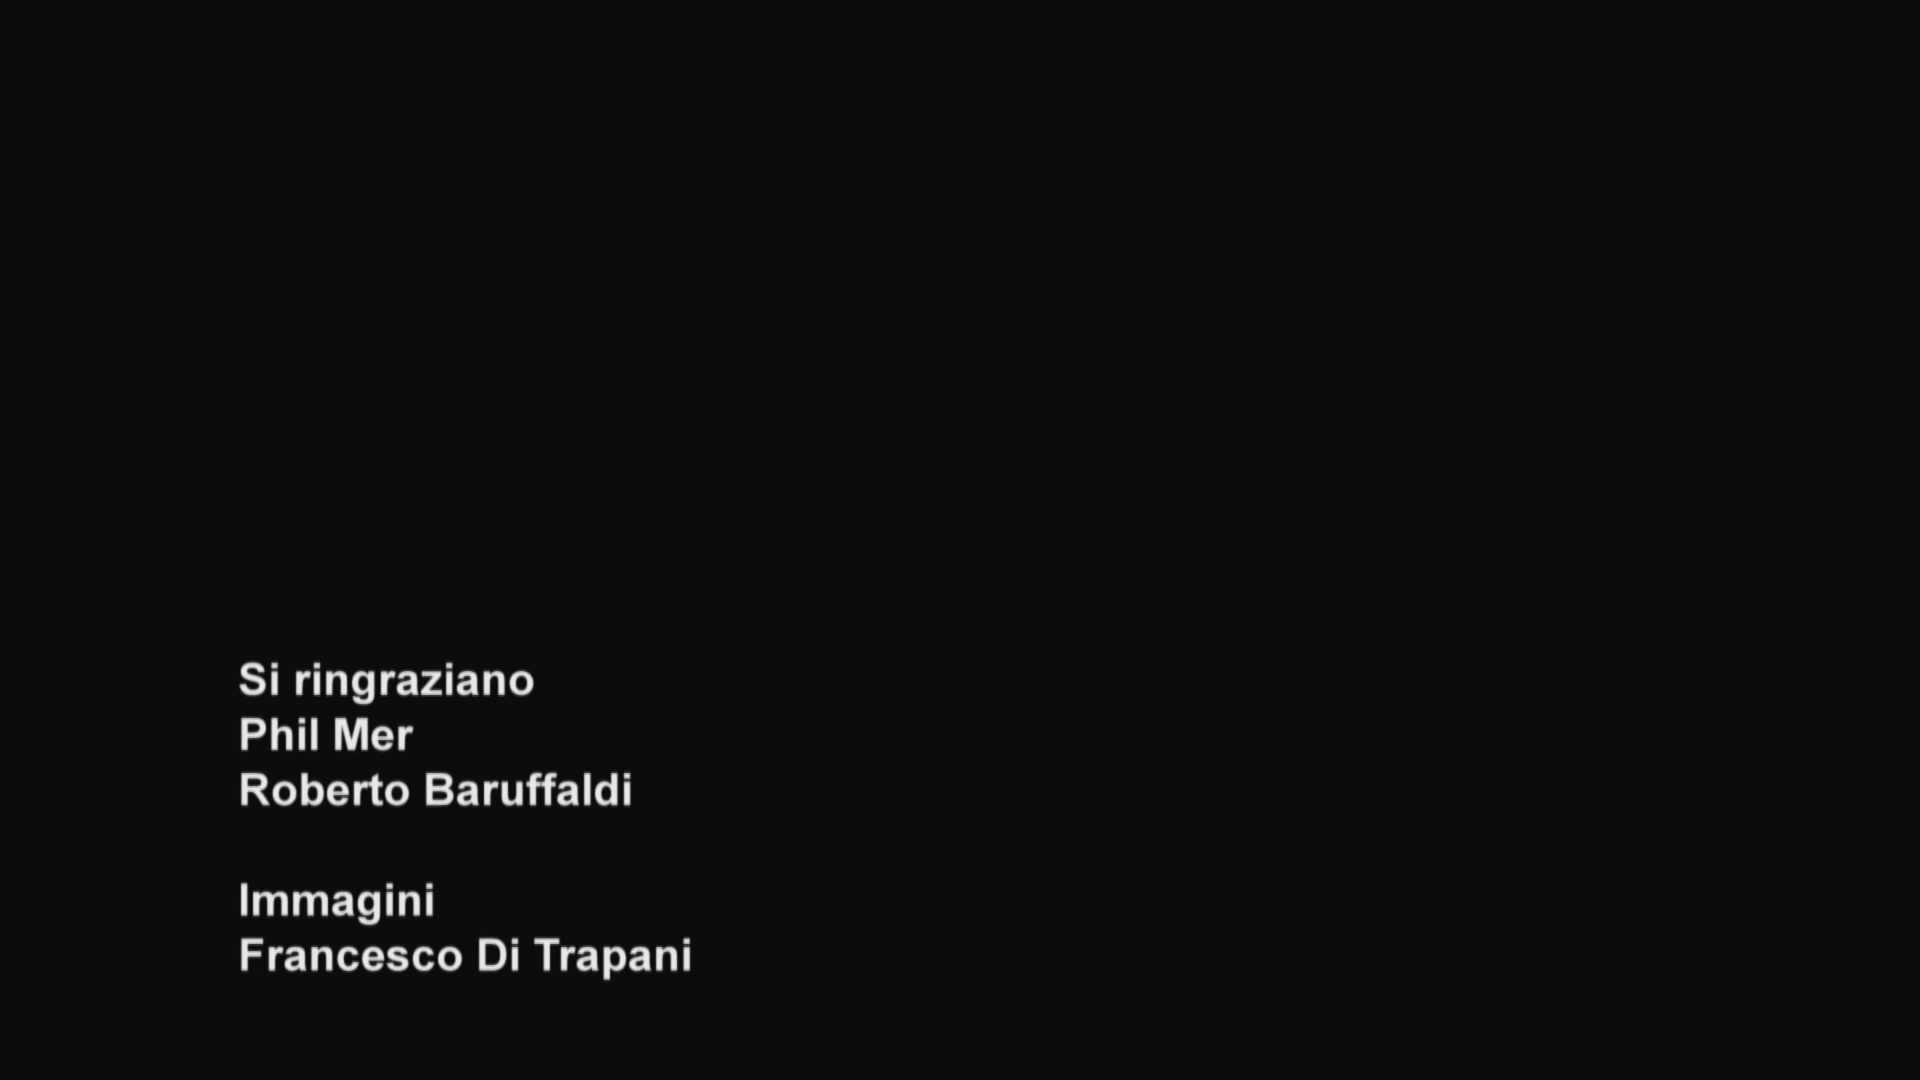 Si ringraziano
Phil Mer
Roberto Baruffaldi
Immagini
Francesco Di Trapani